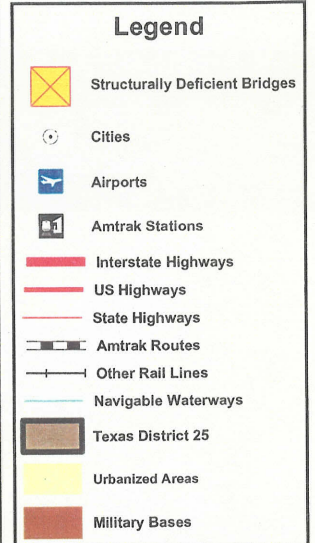 Legend
Structurally Deficient Bridges
Cities
Airports
Amtrak Stations
Interstate Highways
US Highways
State Highways
Amtrak Routes
Other Rail Lines
Navigable Waterways
Texas District 25
Urbanized Areas
Military Bases